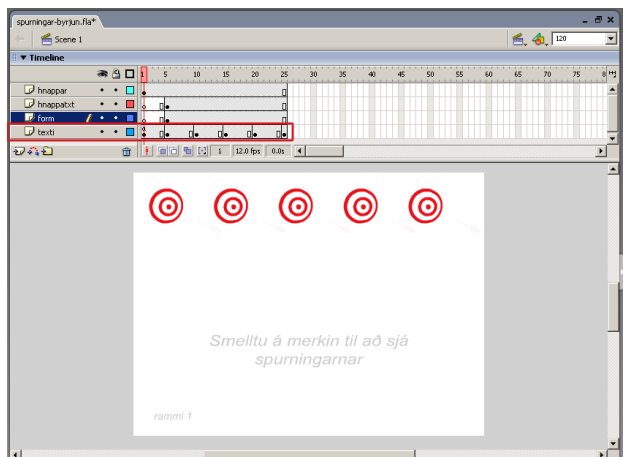 spurningar-byrjun.fla*
Scene 1
120
Timeline
1 5 10 15 20 25 30 35 40 45 50 55 60 65 70 75 8
hnappar
hnappatxt
form
texti
1 12.0 fps 0.0s
Smelltu á merkin til að sjá
spurningarnar
rammi 1